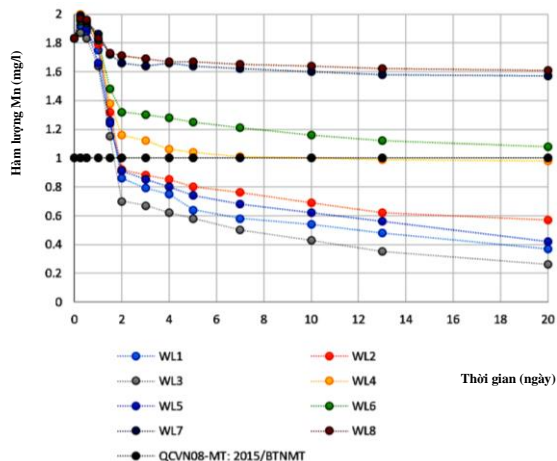 Hàm lượng Mn (mg/l)
2
1.8
1.6
1.4
1.2
1
0.8
0.6
0.4
0.2
0
0 2 4 6 8 10 12 14 16 18 20
Thời gian (ngày)
WL1 WL2
WL3 WL4
WL5 WL6
WL7 WL8
QCVN08-MT: 2015/BTNMT